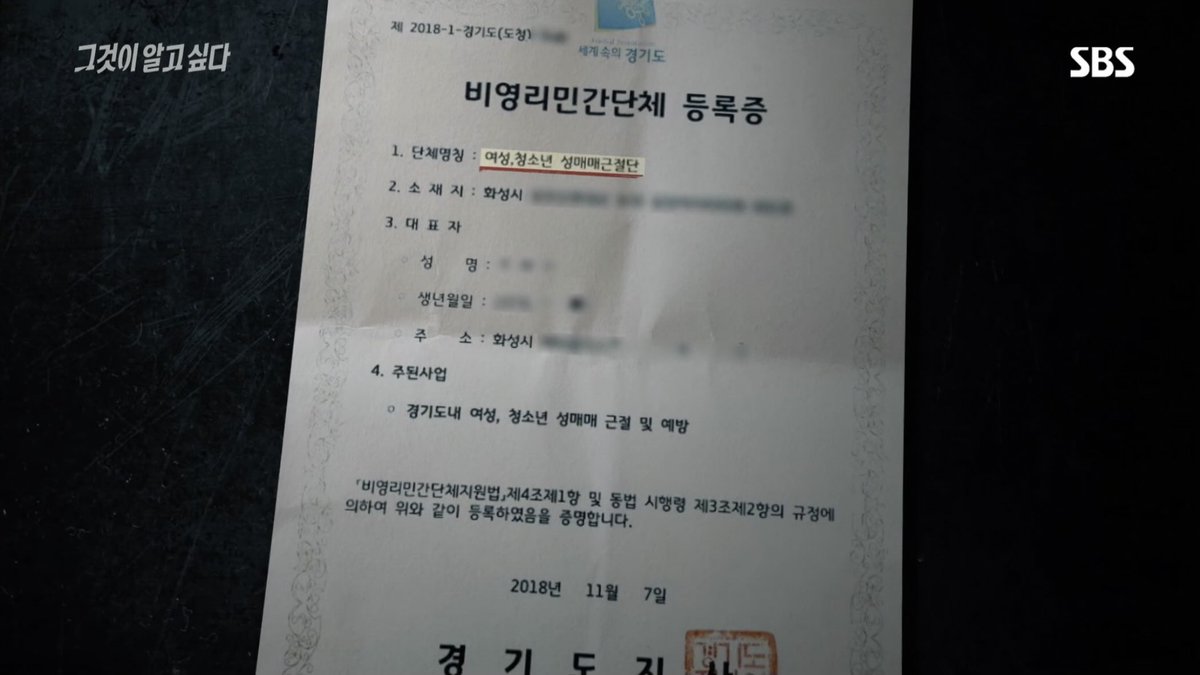 그것이 알고 싶다
SBS
제 2018-1-경기도(도청)
세계 속의 경기도
비영리민간단체 등록증
1. 단체명칭 : 여성,청소년 성매매근절단
2. 소 재 지 : 화성시
3. 대 표 자
○ 성 명 :
○ 생년월일 :
○ 주 소 : 화성시
4. 주된사업
○ 경기도내 여성, 청소년 성매매 근절 및 예방
「비영리민간단체지원법」제4조제1항 및 동법 시행령 제3조제2항의 규정에
의하여 위와 같이 등록하였음을 증명합니다.
2018년 11월 7일
경 기 도 지 사
경기도